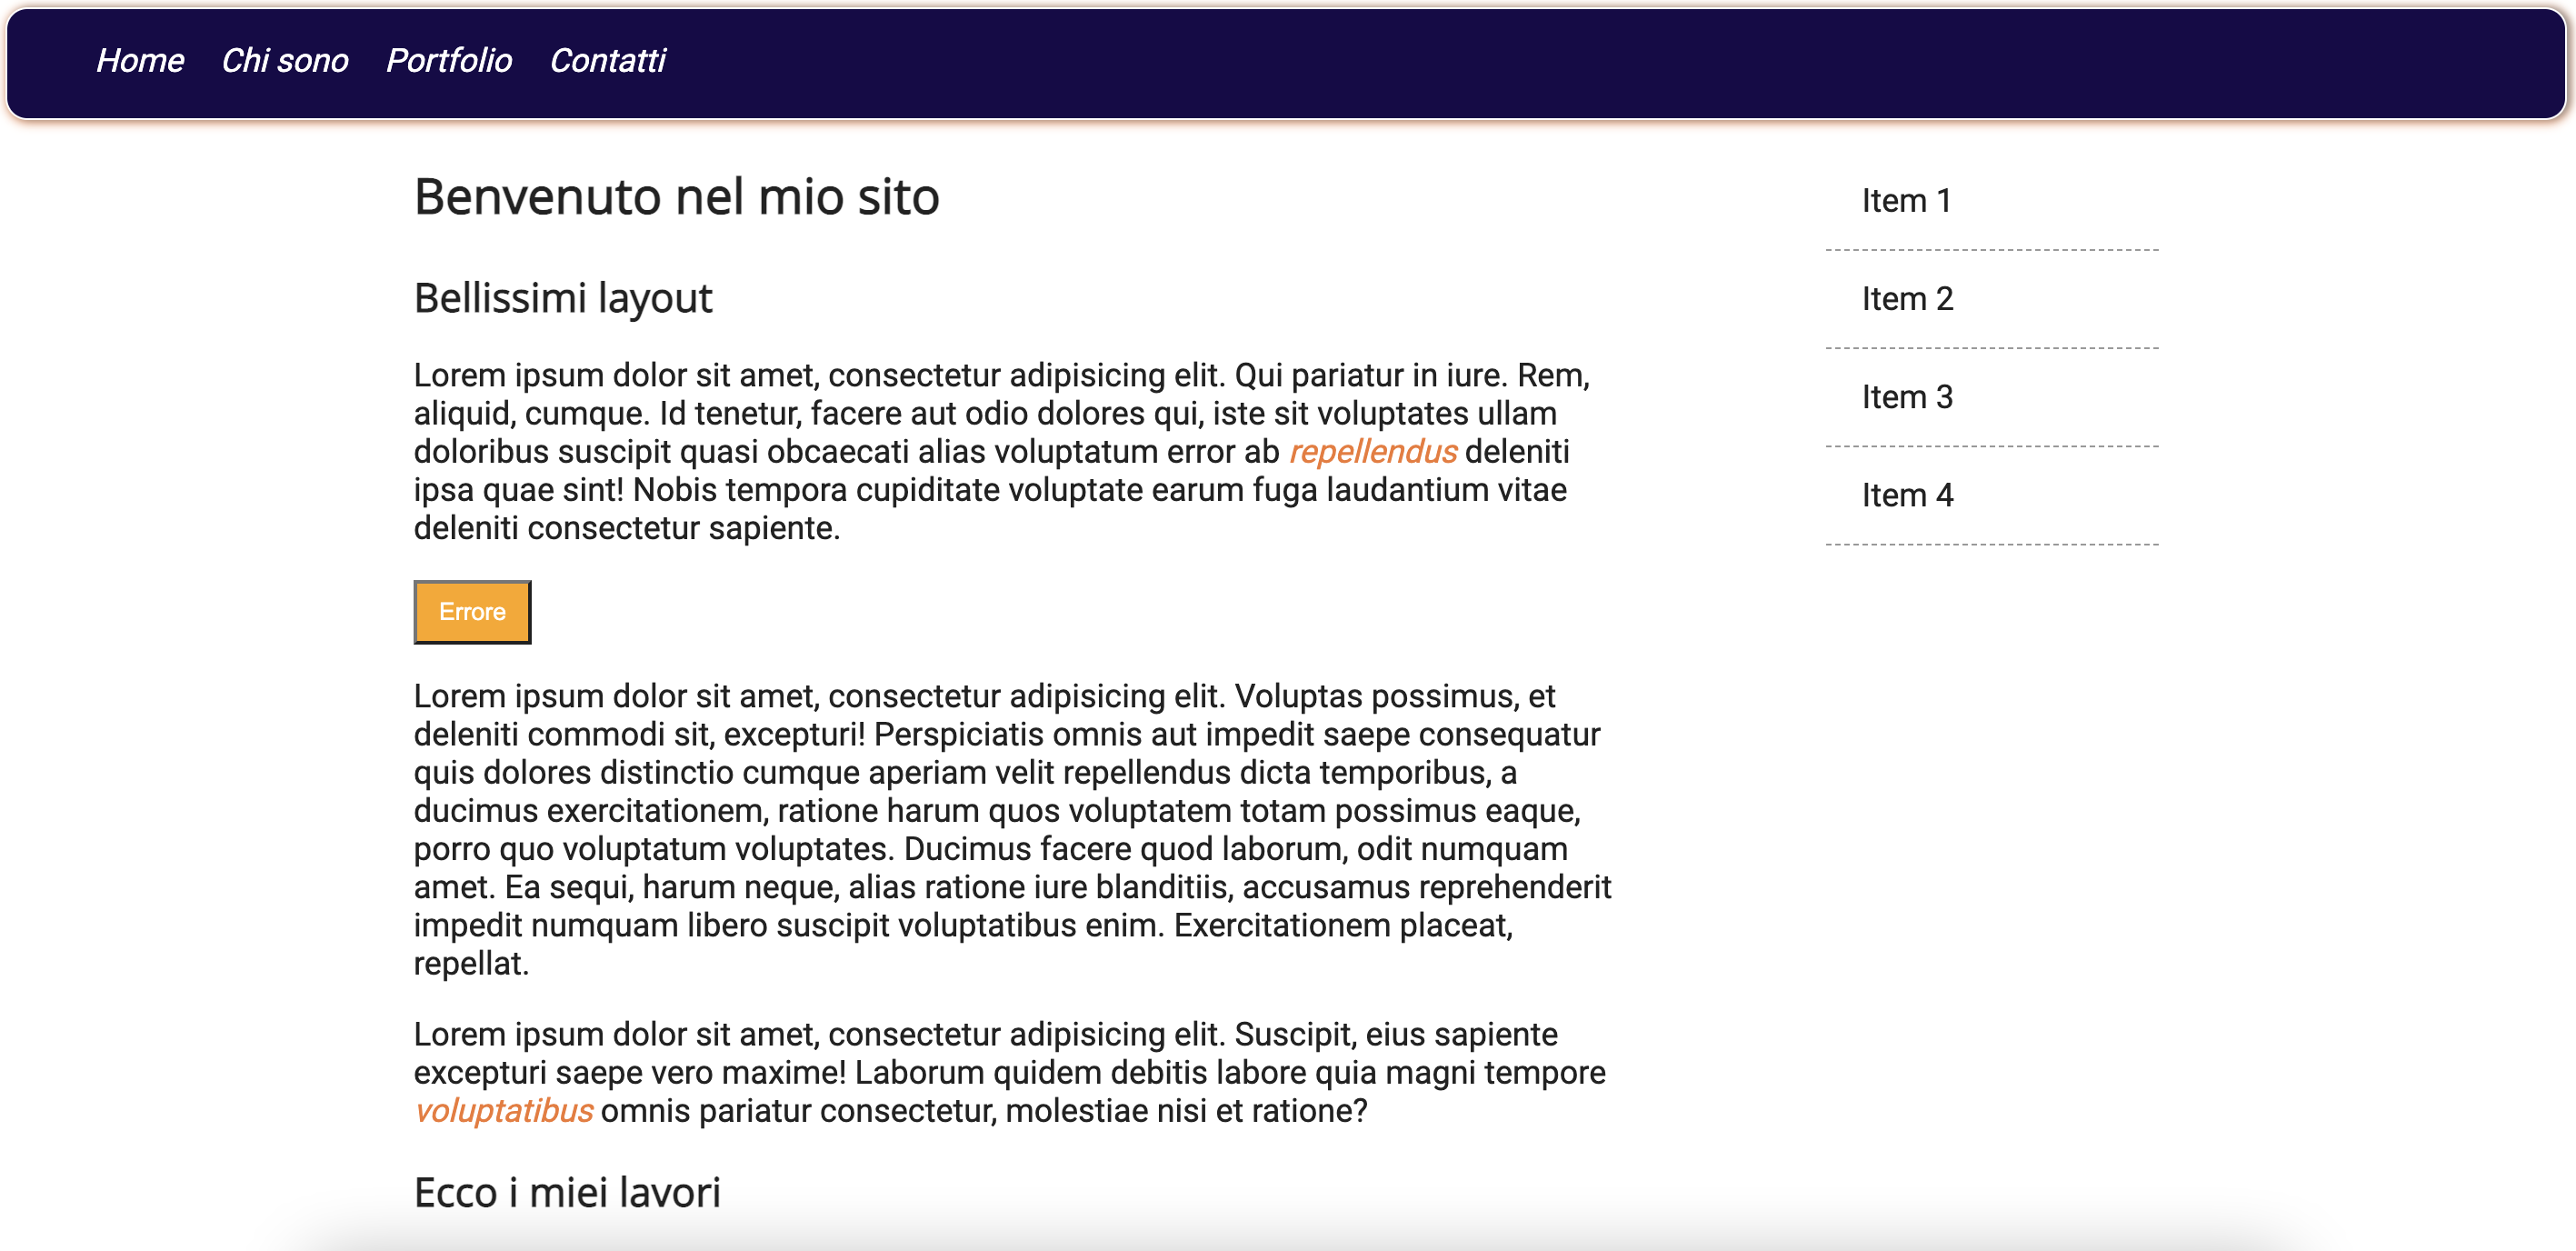 Home Chi sono Portfolio Contatti
Benvenuto nel mio sito
Bellissimi layout
Lorem ipsum dolor sit amet, consectetur adipisicing elit. Qui pariatur in iure. Rem,
aliquid, cumque. Id tenetur, facere aut odio dolores qui, iste sit voluptates ullam
doloribus suscipit quasi obcaecati alias voluptatum error ab repellendus deleniti
ipsa quae sint! Nobis tempora cupiditate voluptate earum fuga laudantium vitae
deleniti consectetur sapiente.
Errore
Lorem ipsum dolor sit amet, consectetur adipisicing elit. Voluptas possimus, et
deleniti commodi sit, excepturi! Perspiciatis omnis aut impedit saepe consequatur
quis dolores distinctio cumque aperiam velit repellendus dicta temporibus, a
ducimus exercitationem, ratione harum quos voluptatem totam possimus eaque,
porro quo voluptatum voluptates. Ducimus facere quod laborum, odit numquam
amet. Ea sequi, harum neque, alias ratione iure blanditiis, accusamus reprehenderit
impedit numquam libero suscipit voluptatibus enim. Exercitationem placeat,
repellat.
Lorem ipsum dolor sit amet, consectetur adipisicing elit. Suscipit, eius sapiente
excepturi saepe vero maxime! Laborum quidem debitis labore quia magni tempore
voluptatibus omnis pariatur consectetur, molestiae nisi et ratione?
Ecco i miei lavori
Item 1
Item 2
Item 3
Item 4